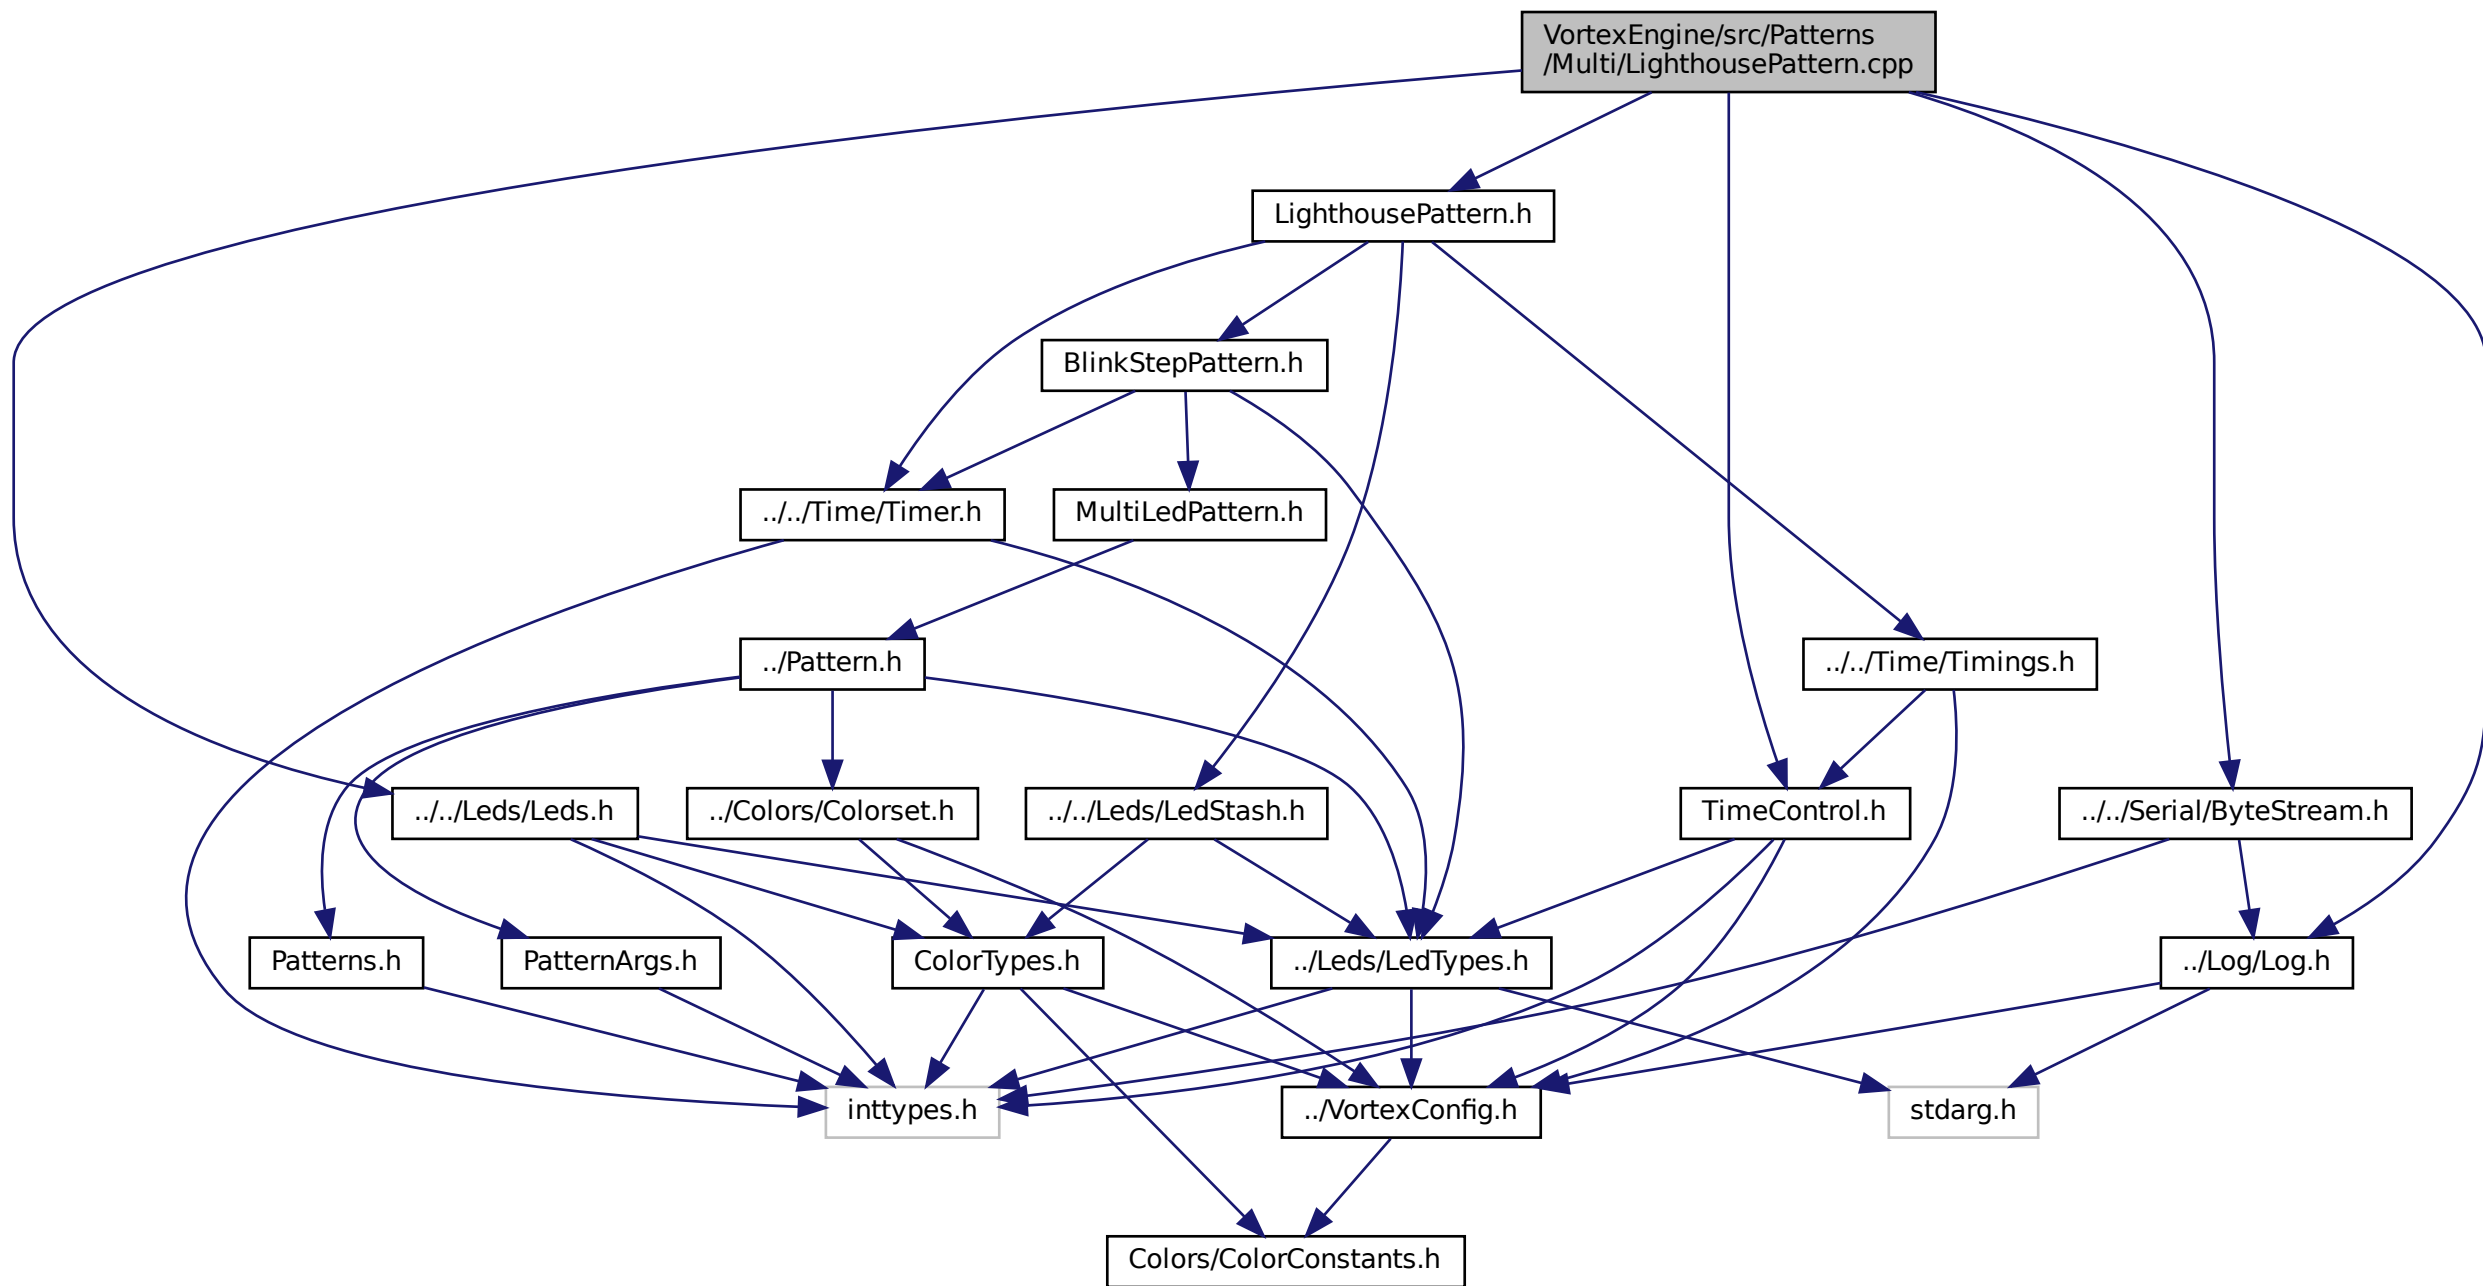 VortexEngine/src/Patterns
/Multi/LighthousePattern.cpp
LighthousePattern.h
BlinkStepPattern.h
../../Time/Timer.h
MultiLedPattern.h
../Pattern.h
../../Time/Timings.h
../../Leds/Leds.h
../Colors/Colorset.h
../../Leds/LedStash.h
TimeControl.h
../../Serial/ByteStream.h
Patterns.h
PatternArgs.h
ColorTypes.h
../Leds/LedTypes.h
../Log/Log.h
inttypes.h
../VortexConfig.h
stdarg.h
Colors/ColorConstants.h